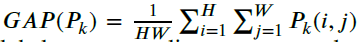 GAP(P_k) = \frac{1}{HW} \sum_{i=1}^{H} \sum_{j=1}^{W} P_k(i, j)